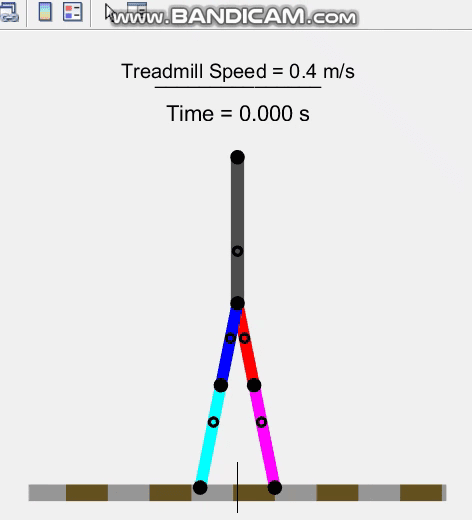 WWW.BANDICAM.COM
Treadmill Speed = 0.4 m/s
Time = 0.000 s